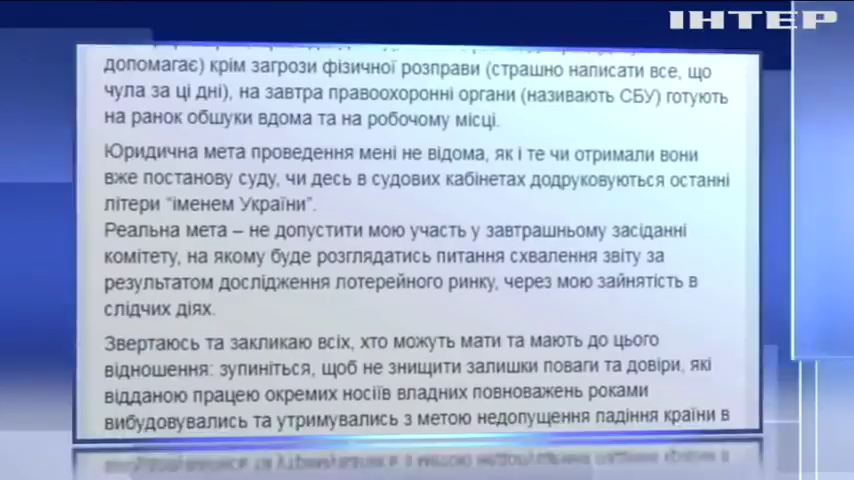 ІНТЕР
допомагає) крім загрози фізичної розправи (страшно написати все, що
чула за ці дні), на завтра правоохоронні органи (називають СБУ) готують
на ранок обшуки вдома та на робочому місці.
Юридична мета проведення мені не відома, як і те чи отримали вони
вже постанову суду, чи десь в судових кабінетах додруковуються останні
літери “іменем України”.
Реальна мета – не допустити мою участь у завтрашньому засіданні
комітету, на якому буде розглядатись питання схвалення звіту за
результатом дослідження лотерейного ринку, через мою зайнятість в
слідчих діях.
Звертаюсь та закликаю всіх, хто можуть мати та мають до цього
відношення: зупиніться, щоб не знищити залишки поваги та довіри, які
відданою працею окремих носіїв владних повноважень роками
вибудовувались та утримувались з метою недопущення падіння країни в